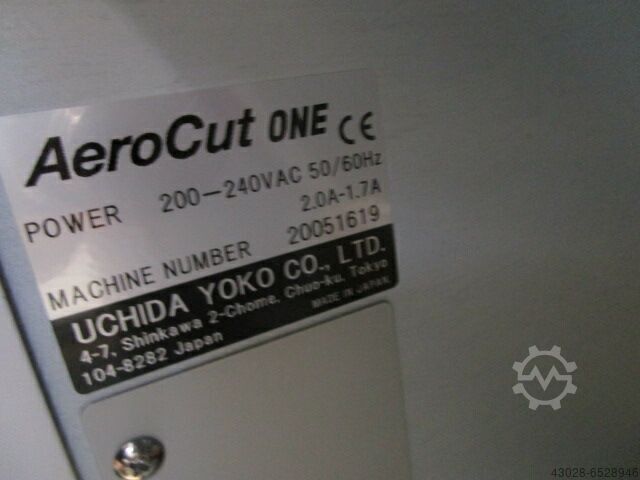 AeroCut ONE CE
POWER 200-240VAC 50/60Hz
2.0A-1.7A
MACHINE NUMBER 20051619
UCHIDA YOKO CO., LTD.
4-7, Shinkawa 2-Chome, Chuo-ku, Tokyo
104-8282 Japan MADE IN JAPAN
43028-6528946